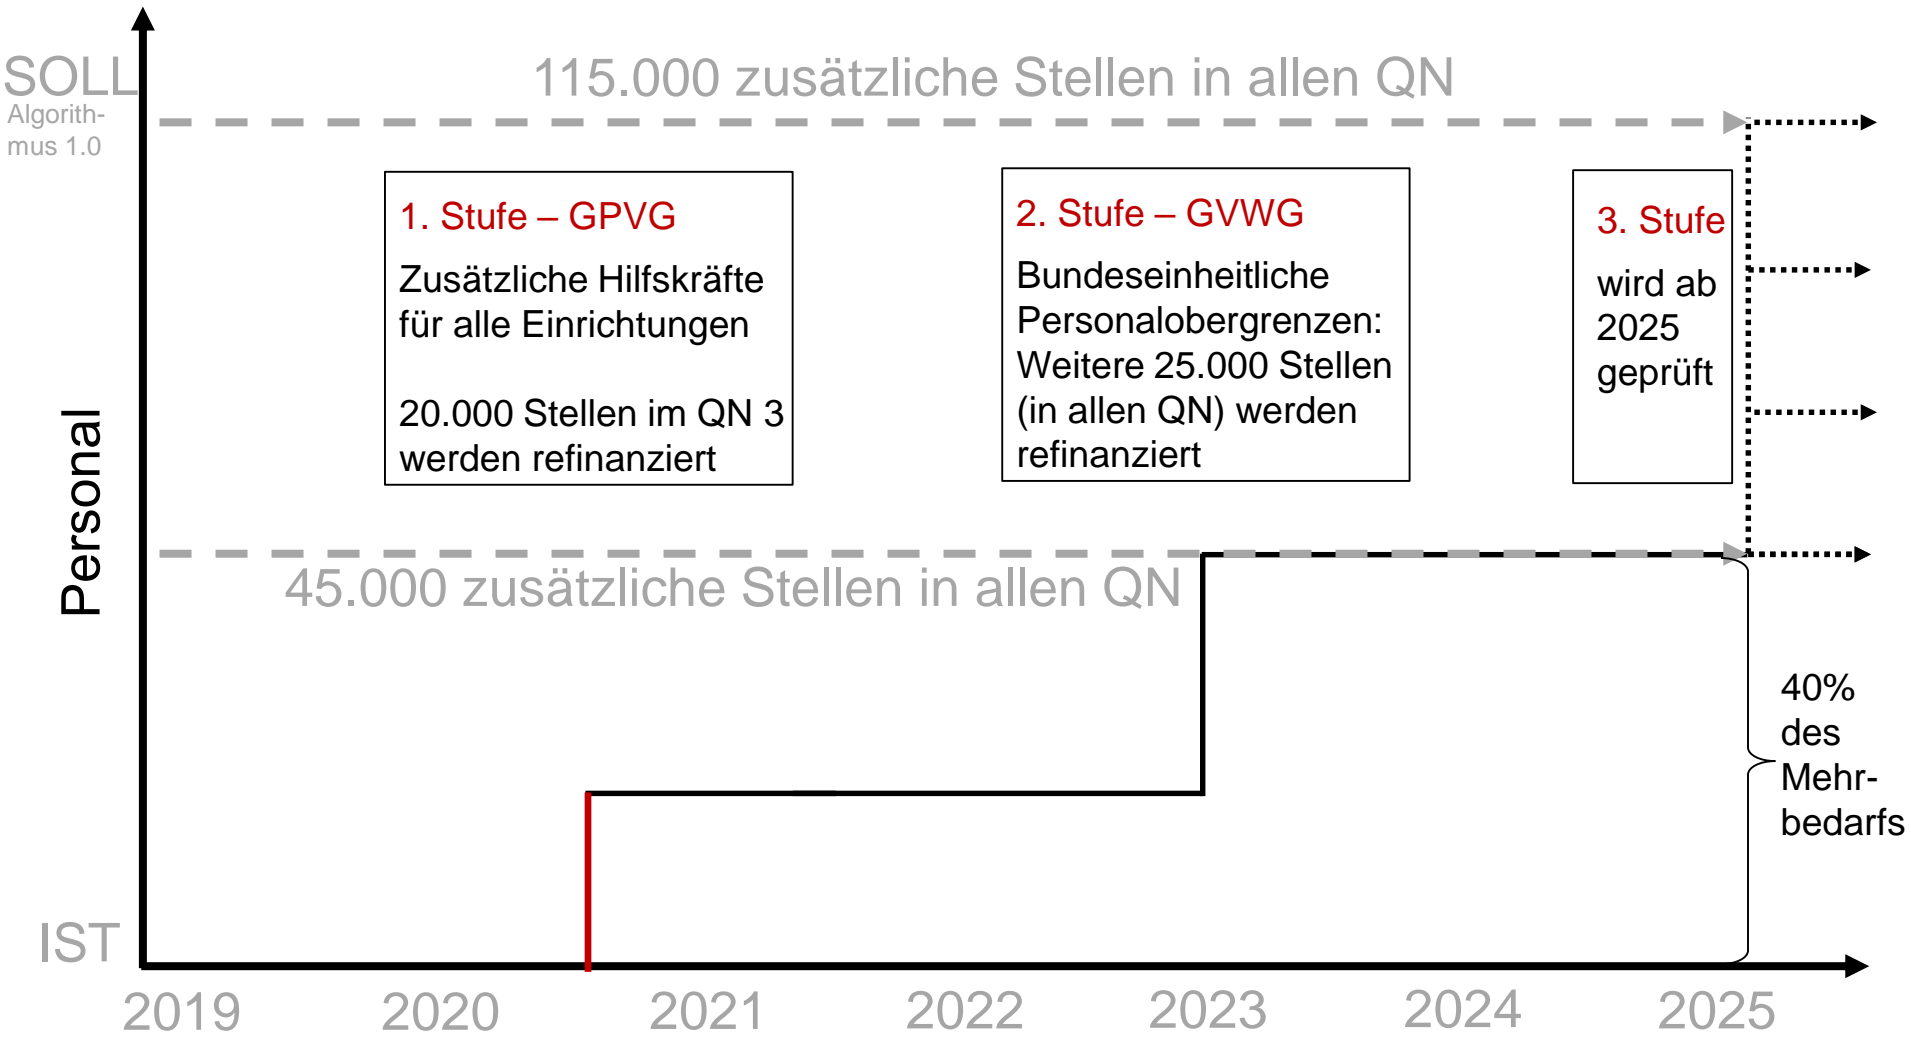 SOLL
Algorith-
mus 1.0
115.000 zusätzliche Stellen in allen QN
1. Stufe – GPVG
Zusätzliche Hilfskräfte
für alle Einrichtungen
20.000 Stellen im QN 3
werden refinanziert
2. Stufe – GVWG
Bundeseinheitliche
Personalobergrenzen:
Weitere 25.000 Stellen
(in allen QN) werden
refinanziert
3. Stufe
wird ab
2025
geprüft
Personal
45.000 zusätzliche Stellen in allen QN
40%
des
Mehr-
bedarfs
IST
2019 2020 2021 2022 2023 2024 2025